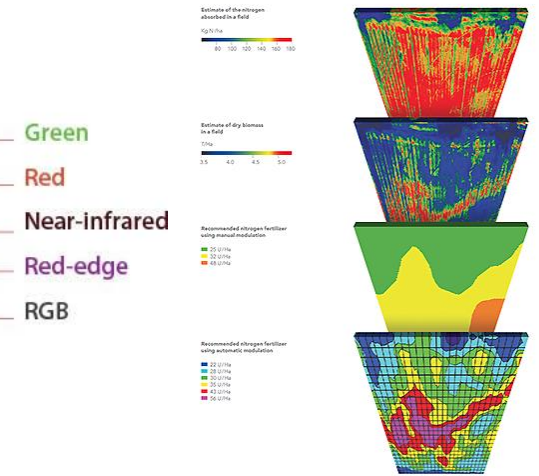 Green
Red
Near-infrared
Red-edge
RGB
Estimate of the nitrogen
absorbed in a field
Kg N /ha
80 100 120 140 160 180
Estimate of dry biomass
in a field
T/Ha
3.5 4.0 4.5 5.0
Recommended nitrogen fertilizer
using manual modulation
25 U/Ha
32 U/Ha
48 U/Ha
Recommended nitrogen fertilizer
using automatic modulation
22 U/Ha
28 U/Ha
30 U/Ha
35 U/Ha
43 U/Ha
56 U/Ha